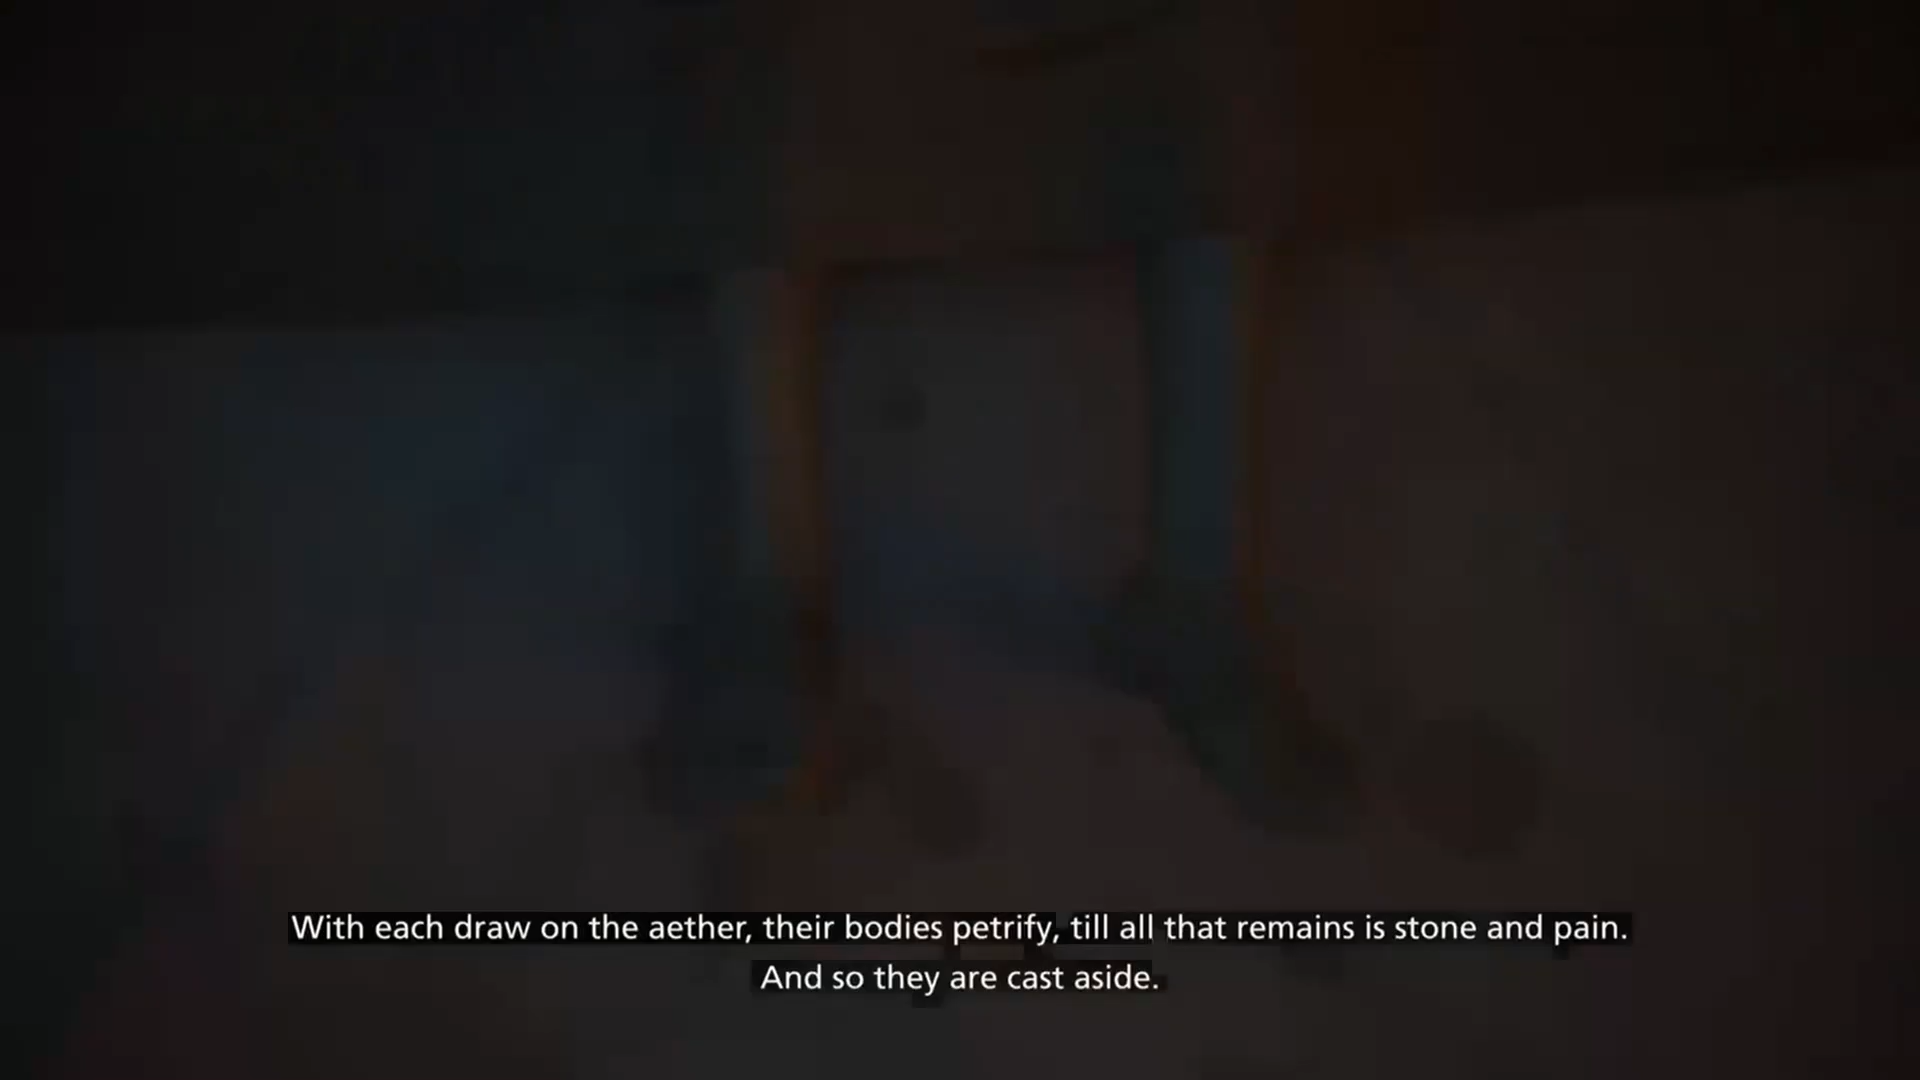 With each draw on the aether, their bodies petrify, till all that remains is stone and pain.
And so they are cast aside.